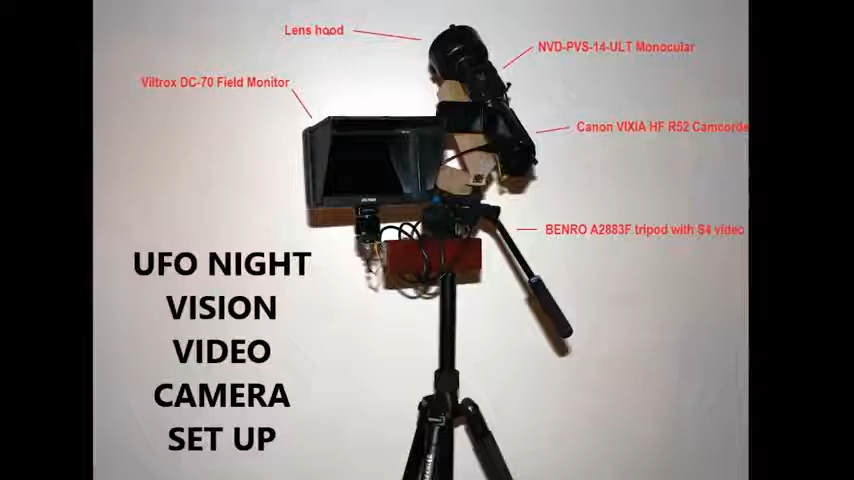 Lens hood
NVD-PVS-14-ULT Monocular
Viltrox DC-70 Field Monitor
Canon VIXIA HF R52 Camcorde
BENRO A2883F tripod with S4 video
UFO NIGHT
VISION
VIDEO
CAMERA
SET UP